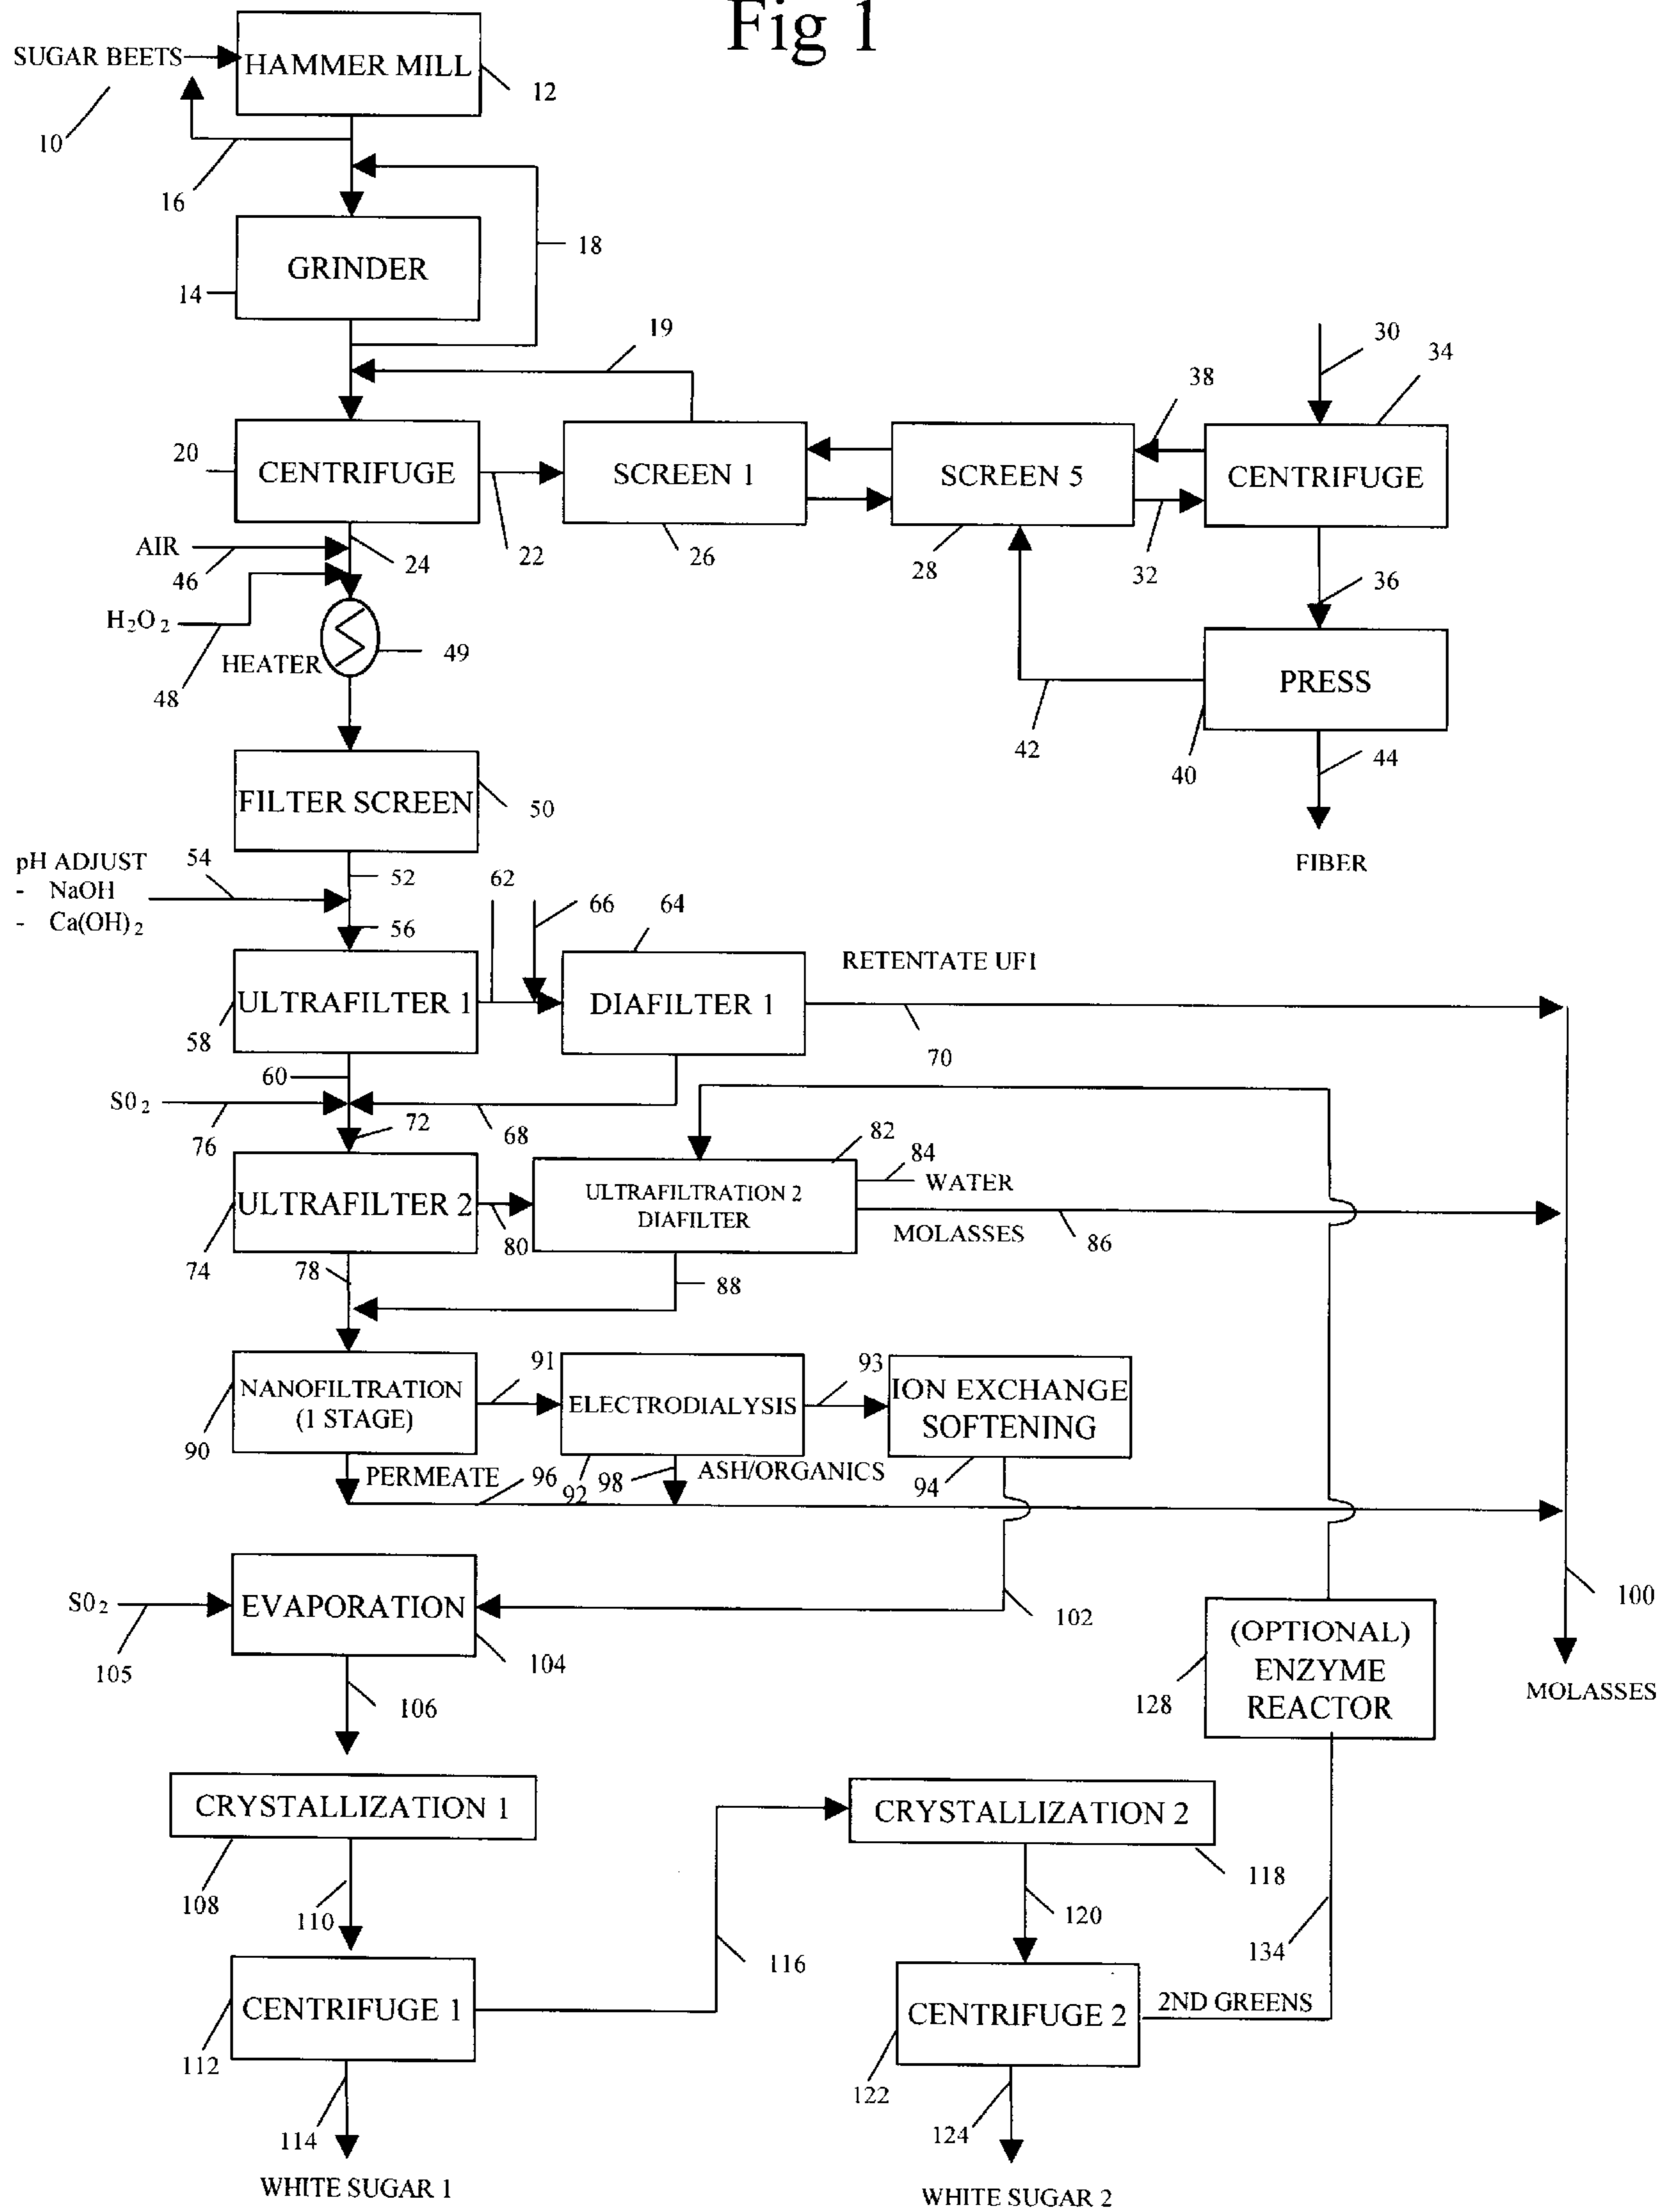 Fig 1
SUGAR BEETS
HAMMER MILL
12
10
16
GRINDER
18
14
19
30
34
38
20
CENTRIFUGE
SCREEN 1
SCREEN 5
CENTRIFUGE
AIR
46
24
22
26
28
32
36
H2O2
48
HEATER
49
PRESS
42
40
44
FILTER SCREEN
50
FIBER
pH ADJUST
- NaOH
- Ca(OH)2
54
52
62
56
66
64
RETENTATE UF1
ULTRAFILTER 1
DIAFILTER 1
58
70
60
S02
76
72
68
82
84
WATER
ULTRAFILTER 2
ULTRAFILTRATION 2
DIAFILTER
MOLASSES
86
74
80
78
88
91
93
NANOFILTRATION
(1 STAGE)
ELECTRODIALYSIS
ION EXCHANGE
SOFTENING
90
PERMEATE
96
92
98
ASH/ORGANICS
94
S02
EVAPORATION
105
104
102
100
(OPTIONAL)
ENZYME
REACTOR
128
MOLASSES
106
CRYSTALLIZATION 1
CRYSTALLIZATION 2
108
118
110
120
134
116
CENTRIFUGE 1
CENTRIFUGE 2
2ND GREENS
112
122
114
124
WHITE SUGAR 1
WHITE SUGAR 2